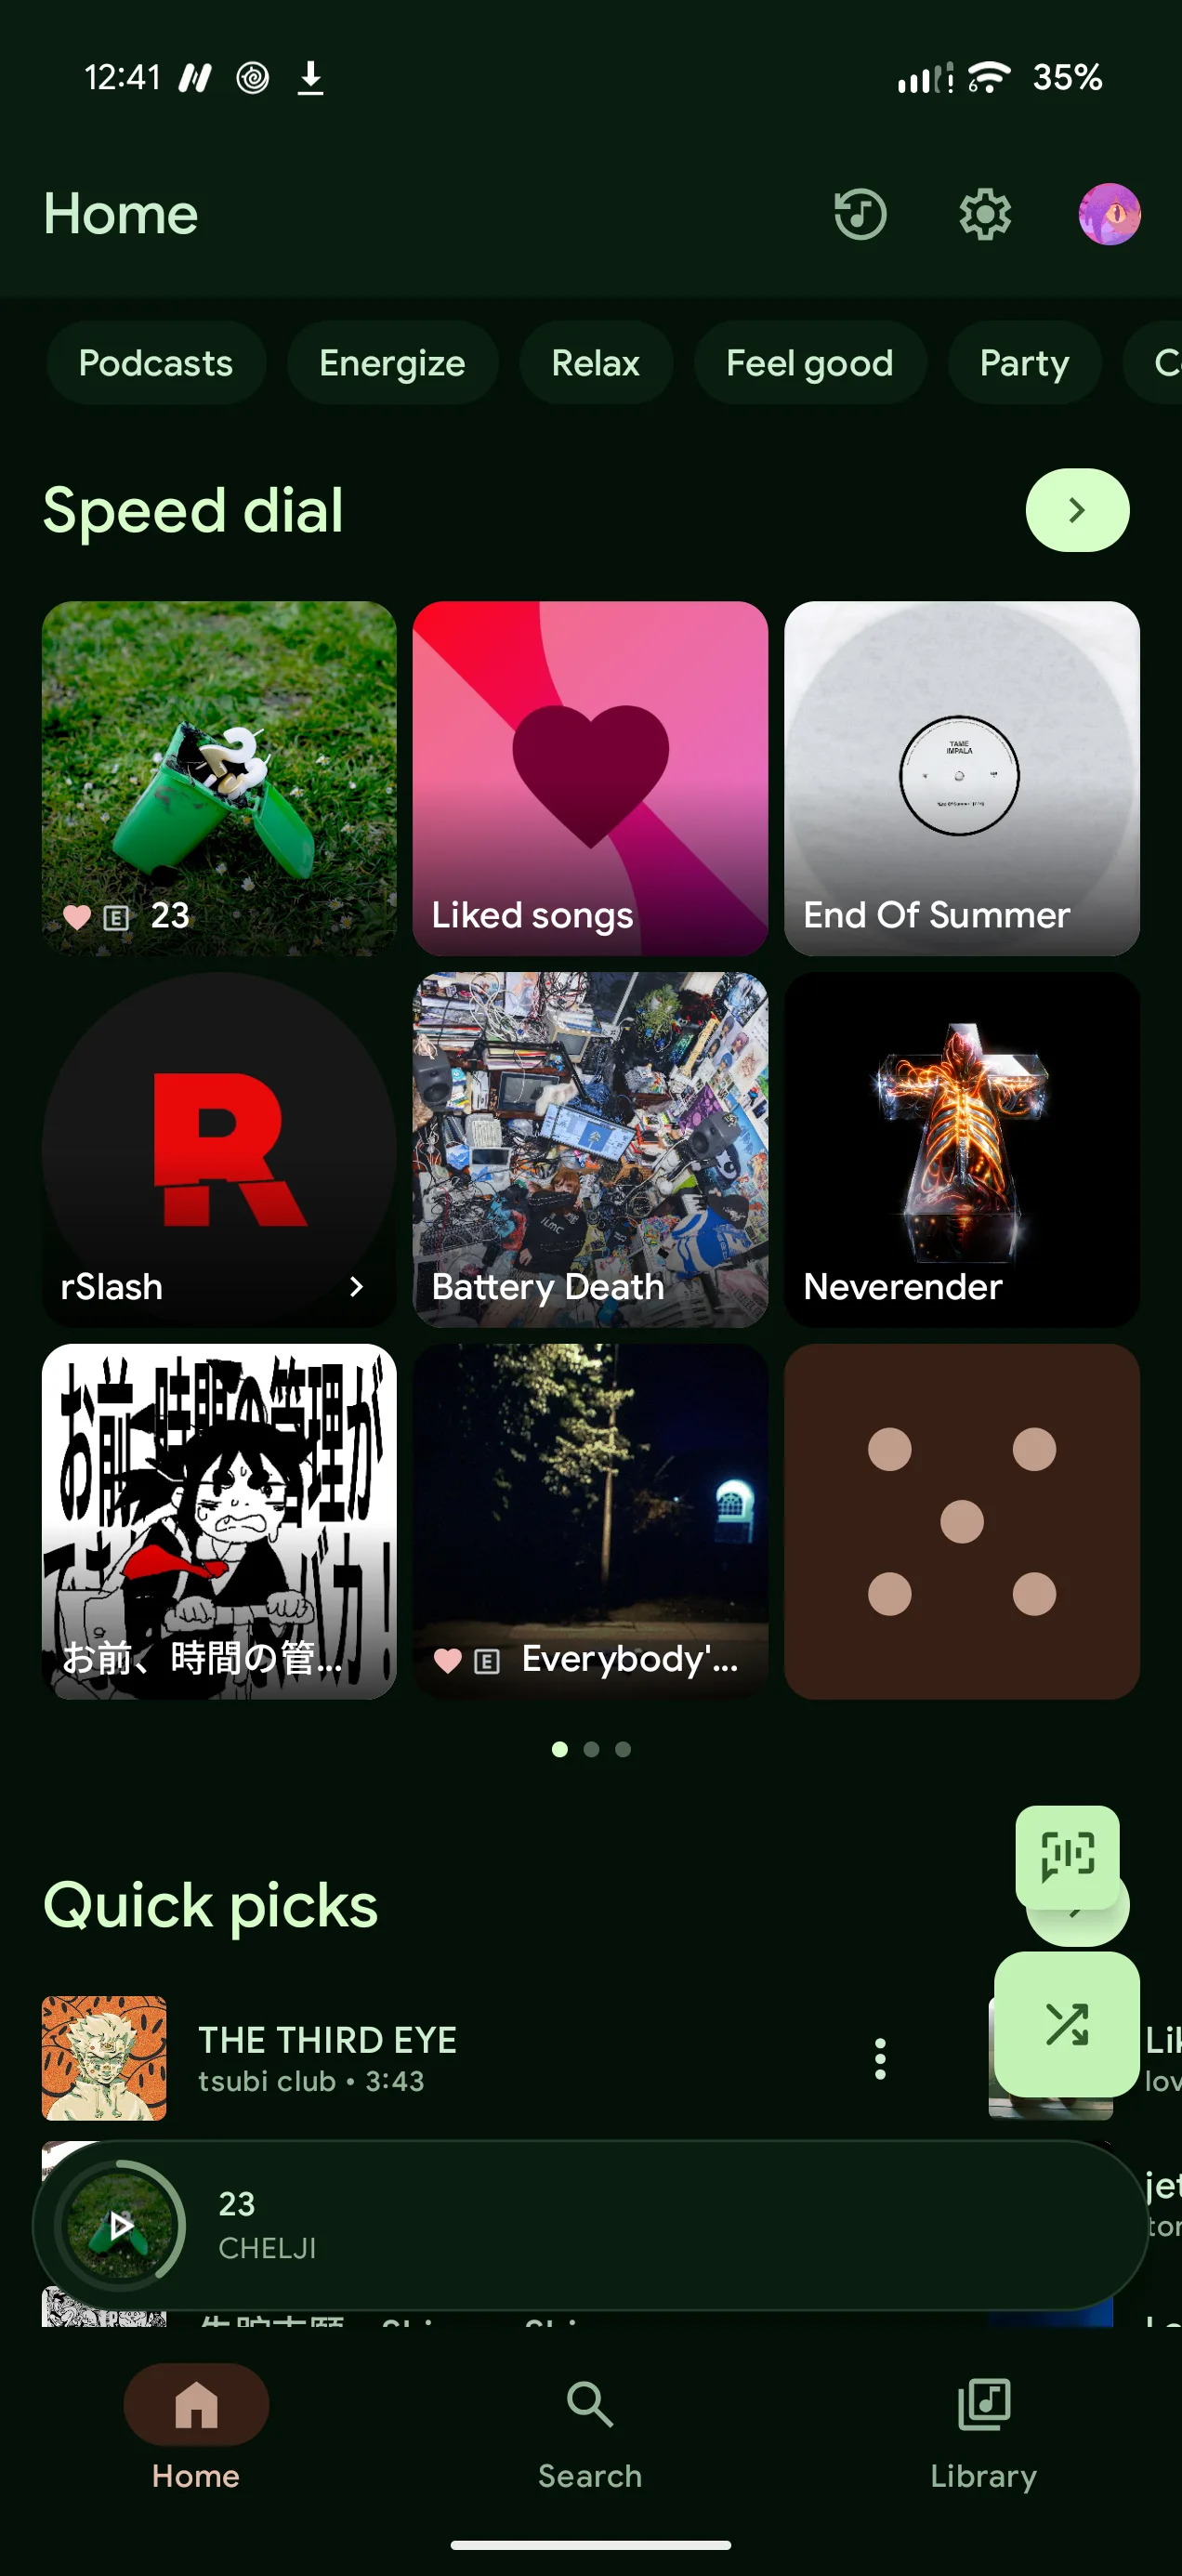 12:41
35%
Home
Podcasts
Energize
Relax
Feel good
Party
Speed dial
TAME
IMPALA
E 23
Liked songs
End Of Summer
R
rSlash
Battery Death
Neverender
お前、時間の管...
E Everybody'...
Quick picks
THE THIRD EYE
tsubi club • 3:43
23
CHELJI
Home
Search
Library